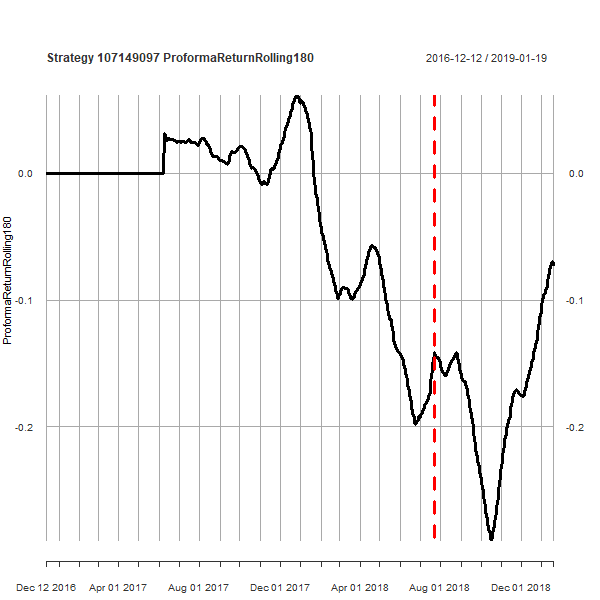 Strategy 107149097 ProformaReturnRolling180
2016-12-12 / 2019-01-19
ProformaReturnRolling180
0.0 0.0
-0.1 -0.1
-0.2 -0.2
Dec 12 2016 Apr 01 2017 Aug 01 2017 Dec 01 2017 Apr 01 2018 Aug 01 2018 Dec 01 2018